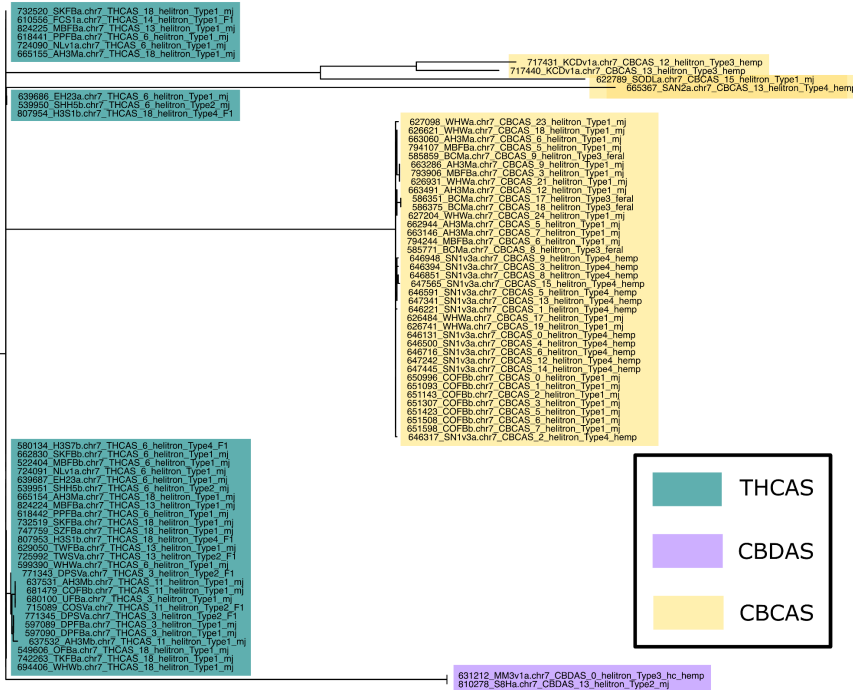 732520_SKFBa.chr7_THCAS_18_helitron_Type1_mj
610556_FCS1a.chr7_THCAS_14_helitron_Type1_F1
824225_MBFBa.chr7_THCAS_13_helitron_Type1_mj
618441_PPFBa.chr7_THCAS_6_helitron_Type1_mj
724090_NLv1a.chr7_THCAS_6_helitron_Type1_mj
665155_AH3Ma.chr7_THCAS_18_helitron_Type1_mj
717431_KCDv1a.chr7_CBCAS_12_helitron_Type3_hemp
717440_KCDv1a.chr7_CBCAS_13_helitron_Type3_hemp
622789_SODLa.chr7_CBCAS_15_helitron_Type1_mj
665367_SAN2a.chr7_CBCAS_13_helitron_Type4_hemp
639686_EH23a.chr7_THCAS_6_helitron_Type1_mj
539950_SHH5b.chr7_THCAS_6_helitron_Type2_mj
807954_H3S1b.chr7_THCAS_18_helitron_Type4_F1
627098_WHWa.chr7_CBCAS_23_helitron_Type1_mj
626621_WHWa.chr7_CBCAS_18_helitron_Type1_mj
663060_AH3Ma.chr7_CBCAS_6_helitron_Type1_mj
794107_MBFBa.chr7_CBCAS_5_helitron_Type1_mj
585859_BCMa.chr7_CBCAS_9_helitron_Type3_feral
663286_AH3Ma.chr7_CBCAS_9_helitron_Type1_mj
793906_MBFBa.chr7_CBCAS_3_helitron_Type1_mj
626931_WHWa.chr7_CBCAS_21_helitron_Type1_mj
663491_AH3Ma.chr7_CBCAS_12_helitron_Type1_mj
586351_BCMa.chr7_CBCAS_17_helitron_Type3_feral
586375_BCMa.chr7_CBCAS_18_helitron_Type3_feral
627204_WHWa.chr7_CBCAS_24_helitron_Type1_mj
662944_AH3Ma.chr7_CBCAS_5_helitron_Type1_mj
663146_AH3Ma.chr7_CBCAS_7_helitron_Type1_mj
794244_MBFBa.chr7_CBCAS_6_helitron_Type1_mj
585771_BCMa.chr7_CBCAS_8_helitron_Type3_feral
646948_SN1v3a.chr7_CBCAS_9_helitron_Type4_hemp
646394_SN1v3a.chr7_CBCAS_3_helitron_Type4_hemp
646851_SN1v3a.chr7_CBCAS_8_helitron_Type4_hemp
647565_SN1v3a.chr7_CBCAS_15_helitron_Type4_hemp
646591_SN1v3a.chr7_CBCAS_5_helitron_Type4_hemp
647341_SN1v3a.chr7_CBCAS_13_helitron_Type4_hemp
646221_SN1v3a.chr7_CBCAS_1_helitron_Type4_hemp
626484_WHWa.chr7_CBCAS_17_helitron_Type1_mj
626741_WHWa.chr7_CBCAS_19_helitron_Type1_mj
646131_SN1v3a.chr7_CBCAS_0_helitron_Type4_hemp
646500_SN1v3a.chr7_CBCAS_4_helitron_Type4_hemp
646716_SN1v3a.chr7_CBCAS_6_helitron_Type4_hemp
647242_SN1v3a.chr7_CBCAS_12_helitron_Type4_hemp
647445_SN1v3a.chr7_CBCAS_14_helitron_Type4_hemp
650996_COFBb.chr7_CBCAS_0_helitron_Type1_mj
651093_COFBb.chr7_CBCAS_1_helitron_Type1_mj
651143_COFBb.chr7_CBCAS_2_helitron_Type1_mj
651307_COFBb.chr7_CBCAS_3_helitron_Type1_mj
651423_COFBb.chr7_CBCAS_5_helitron_Type1_mj
651508_COFBb.chr7_CBCAS_6_helitron_Type1_mj
651598_COFBb.chr7_CBCAS_7_helitron_Type1_mj
646317_SN1v3a.chr7_CBCAS_2_helitron_Type4_hemp
580134_H3S7b.chr7_THCAS_6_helitron_Type4_F1
662830_SKFBb.chr7_THCAS_6_helitron_Type1_mj
522404_MBFBb.chr7_THCAS_6_helitron_Type1_mj
724091_NLv1a.chr7_THCAS_6_helitron_Type1_mj
639687_EH23a.chr7_THCAS_6_helitron_Type1_mj
539951_SHH5b.chr7_THCAS_6_helitron_Type2_mj
665154_AH3Ma.chr7_THCAS_18_helitron_Type1_mj
824224_MBFBa.chr7_THCAS_13_helitron_Type1_mj
618442_PPFBa.chr7_THCAS_6_helitron_Type1_mj
732519_SKFBa.chr7_THCAS_18_helitron_Type1_mj
747759_SZFBa.chr7_THCAS_18_helitron_Type1_mj
807953_H3S1b.chr7_THCAS_18_helitron_Type4_F1
629050_TWFBa.chr7_THCAS_13_helitron_Type1_mj
725992_TWSVa.chr7_THCAS_13_helitron_Type2_F1
599390_WHWa.chr7_THCAS_6_helitron_Type1_mj
771343_DPSVa.chr7_THCAS_3_helitron_Type2_F1
637531_AH3Mb.chr7_THCAS_11_helitron_Type1_mj
681479_COFBb.chr7_THCAS_11_helitron_Type1_mj
680100_UFBa.chr7_THCAS_3_helitron_Type1_mj
715089_COSVa.chr7_THCAS_11_helitron_Type2_F1
771345_DPSVa.chr7_THCAS_3_helitron_Type2_F1
597089_DPFBa.chr7_THCAS_3_helitron_Type1_mj
597090_DPFBa.chr7_THCAS_3_helitron_Type1_mj
637532_AH3Mb.chr7_THCAS_11_helitron_Type1_mj
549606_OFBa.chr7_THCAS_18_helitron_Type1_mj
742263_TKFBa.chr7_THCAS_18_helitron_Type1_mj
694406_WHWb.chr7_THCAS_18_helitron_Type1_mj
631212_MM3v1a.chr7_CBDAS_0_helitron_Type3_hc_hemp
810278_S8Ha.chr7_CBDAS_13_helitron_Type2_mj
THCAS
CBDAS
CBCAS